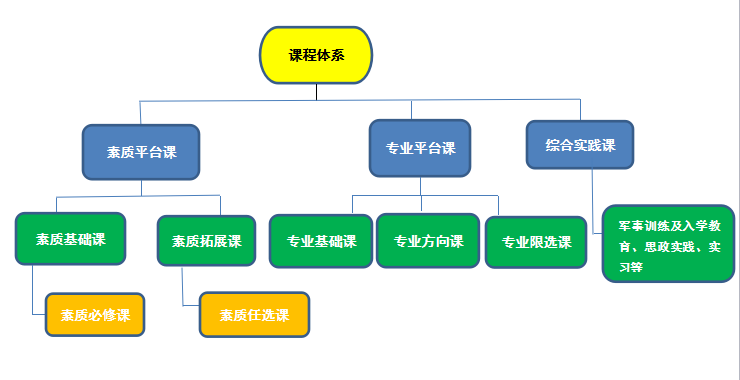 课程体系
素质平台课
专业平台课
综合实践课
素质基础课
素质拓展课
专业基础课
专业方向课
专业限选课
军事训练及入学教
育、思政实践、实
习等
素质必修课
素质任选课